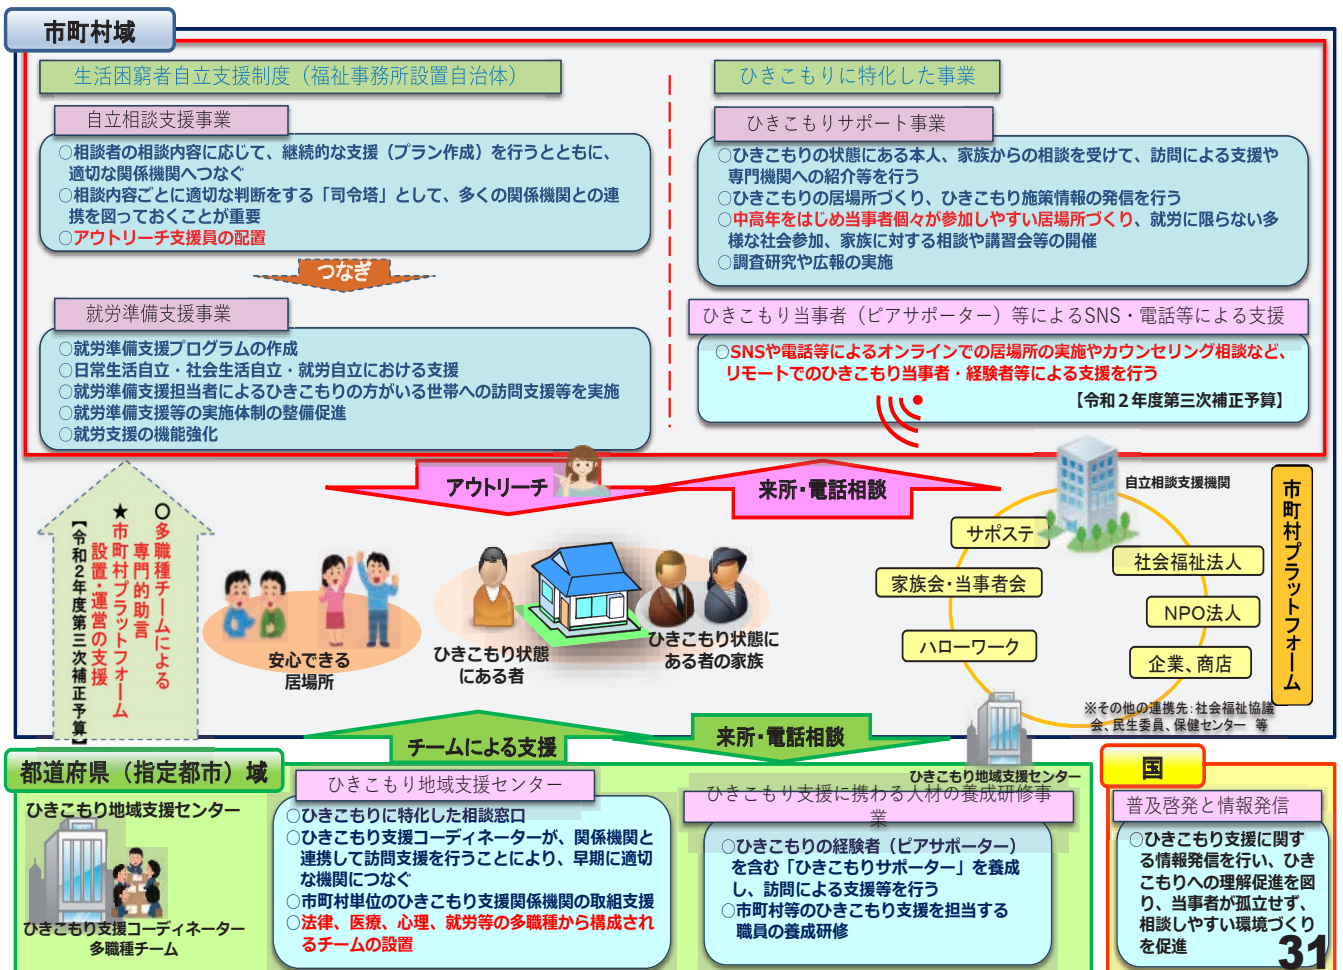 市町村域
生活困窮者自立支援制度（福祉事務所設置自治体）
自立相談支援事業
○相談者の相談内容に応じて、継続的な支援（プラン作成）を行うとともに、
適切な関係機関へつなぐ
○相談内容ごとに適切な判断をする「司令塔」として、多くの関係機関との連
携を図っておくことが重要
○アウトリーチ支援員の配置
つなぎ
就労準備支援事業
○就労準備支援プログラムの作成
○日常生活自立・社会生活自立・就労自立における支援
○就労準備支援担当者によるひきこもりの方がいる世帯への訪問支援等を実施
○就労準備支援等の実施体制の整備促進
○就労支援の機能強化
ひきこもりに特化した事業
ひきこもりサポート事業
○ひきこもりの状態にある本人、家族からの相談を受けて、訪問による支援や
専門機関への紹介等を行う
○ひきこもりの居場所づくり、ひきこもり施策情報の発信を行う
○中高年をはじめ当事者個々が参加しやすい居場所づくり、就労に限らない多
様な社会参加、家族に対する相談や講習会等の開催
○調査研究や広報の実施
ひきこもり当事者（ピアサポーター）等によるSNS・電話等による支援
○SNSや電話等によるオンラインでの居場所の実施やカウンセリング相談など、
リモートでのひきこもり当事者・経験者等による支援を行う
【令和２年度第三次補正予算】
アウトリーチ
来所・電話相談
○多職種チームによる
専門的助言
★市町村プラットフォーム
設置・運営の支援
【令和２年度第三次補正予算】
安心できる
居場所
ひきこもり状態
にある者
ひきこもり状態に
ある者の家族
自立相談支援機関
サポステ
社会福祉法人
家族会・当事者会
NPO法人
ハローワーク
企業、商店
※その他の連携先：社会福祉協議
会、民生委員、保健センター　等
市町村プラットフォーム
チームによる支援
来所・電話相談
ひきこもり地域支援センター
都道府県（指定都市）域
ひきこもり地域支援センター
ひきこもり支援コーディネーター
多職種チーム
ひきこもり地域支援センター
○ひきこもりに特化した相談窓口
○ひきこもり支援コーディネーターが、関係機関と
連携して訪問支援を行うことにより、早期に適切
な機関につなぐ
○市町村単位のひきこもり支援関係機関の取組支援
○法律、医療、心理、就労等の多職種から構成され
るチームの設置
ひきこもり支援に携わる人材の養成研修事
業
○ひきこもりの経験者（ピアサポーター）
を含む「ひきこもりサポーター」を養成
し、訪問による支援等を行う
○市町村等のひきこもり支援を担当する
職員の養成研修
国
普及啓発と情報発信
○ひきこもり支援に関す
る情報発信を行い、ひき
こもりへの理解促進を図
り、当事者が孤立せず、
相談しやすい環境づくり
を促進
31